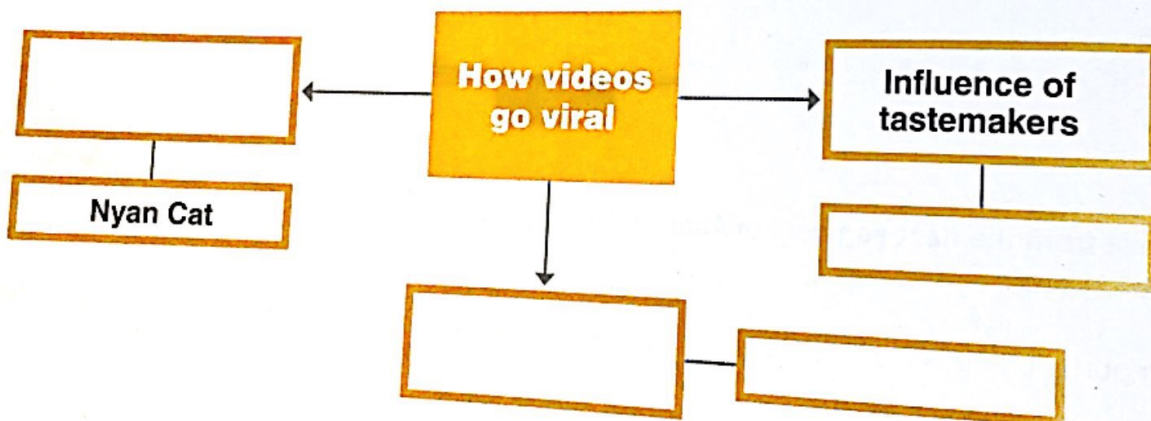 How videos
go viral
Influence of
tastemakers
Nyan Cat